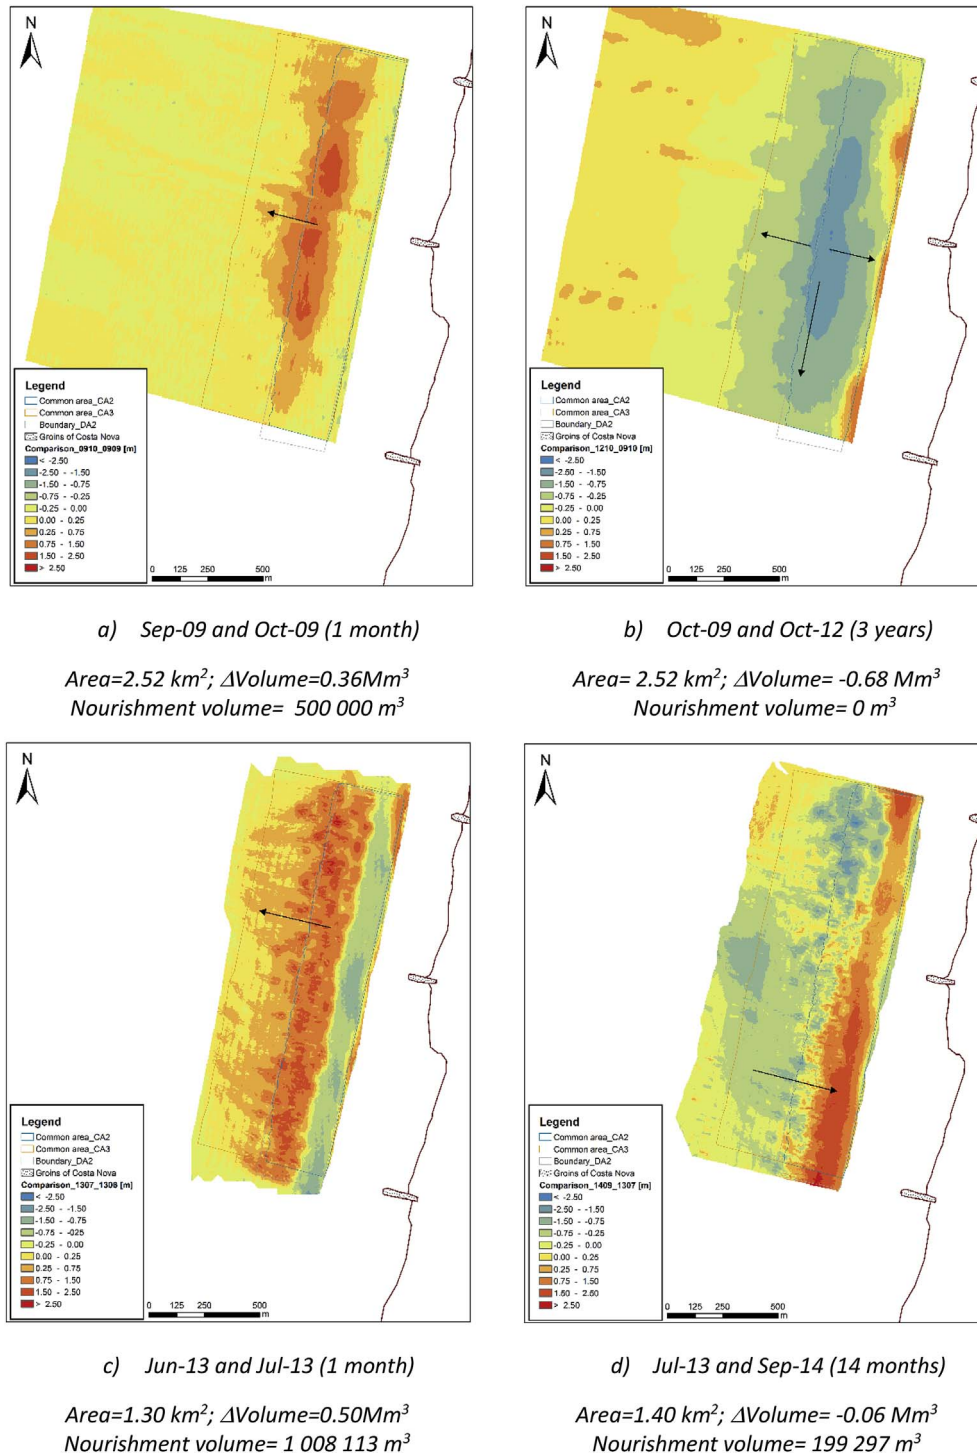 N
Legend
Common area_CA2
Common area_CA3
Boundary_DA2
Groins of Costa Nova
Comparison_0910_0909 [m]
< -2.50
-2.50 - -1.50
-1.50 - -0.75
-0.75 - -0.25
-0.25 - 0.00
0.00 - 0.25
0.25 - 0.75
0.75 - 1.50
1.50 - 2.50
> 2.50
0 125 250 500
m
N
Legend
Common area_CA2
Common area_CA3
Boundary_DA2
Groins of Costa Nova
Comparison_1210_0910 [m]
< -2.50
-2.50 - -1.50
-1.50 - -0.75
-0.75 - -0.25
-0.25 - 0.00
0.00 - 0.25
0.25 - 0.75
0.75 - 1.50
1.50 - 2.50
> 2.50
0 125 250 500
m
a) Sep-09 and Oct-09 (1 month)
Area=2.52 km²; ΔVolume=0.36Mm³
Nourishment volume= 500 000 m³
b) Oct-09 and Oct-12 (3 years)
Area= 2.52 km²; ΔVolume= -0.68 Mm³
Nourishment volume= 0 m³
N
Legend
Common area_CA2
Common area_CA3
Boundary_DA2
Groins of Costa Nova
Comparison_1307_1306 [m]
< -2.50
-2.50 - -1.50
-1.50 - -0.75
-0.75 - -025
-0.25 - 0.00
0.00 - 0.25
0.25 - 0.75
0.75 - 1.50
1.50 - 2.50
> 2.50
0 125 250 500
m
N
Legend
Common area_CA2
Common area_CA3
Boundary_DA2
Groins of Costa Nova
Comparison_1409_1307 [m]
< -2.50
-2.50 - -1.50
-1.50 - -0.75
-0.75 - -0.25
-0.25 - 0.00
0.00 - 0.25
0.25 - 0.75
0.75 - 1.50
1.50 - 2.50
> 2.50
0 125 250 500
m
c) Jun-13 and Jul-13 (1 month)
Area=1.30 km²; ΔVolume=0.50Mm³
Nourishment volume= 1 008 113 m³
d) Jul-13 and Sep-14 (14 months)
Area=1.40 km²; ΔVolume= -0.06 Mm³
Nourishment volume= 199 297 m³